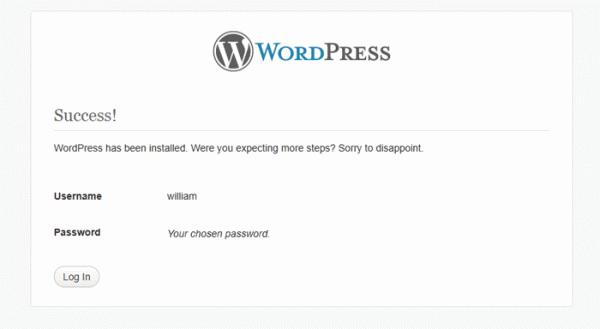 WORDPRESS
Success!
WordPress has been installed. Were you expecting more steps? Sorry to disappoint.
Username william
Password Your chosen password.
Log In